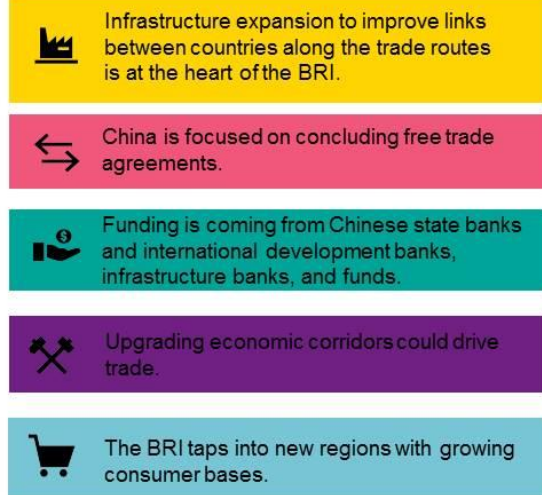 Infrastructure expansion to improve links
between countries along the trade routes
is at the heart of the BRI.
China is focused on concluding free trade
agreements.
Funding is coming from Chinese state banks
and international development banks,
infrastructure banks, and funds.
Upgrading economic corridors could drive
trade.
The BRI taps into new regions with growing
consumer bases.